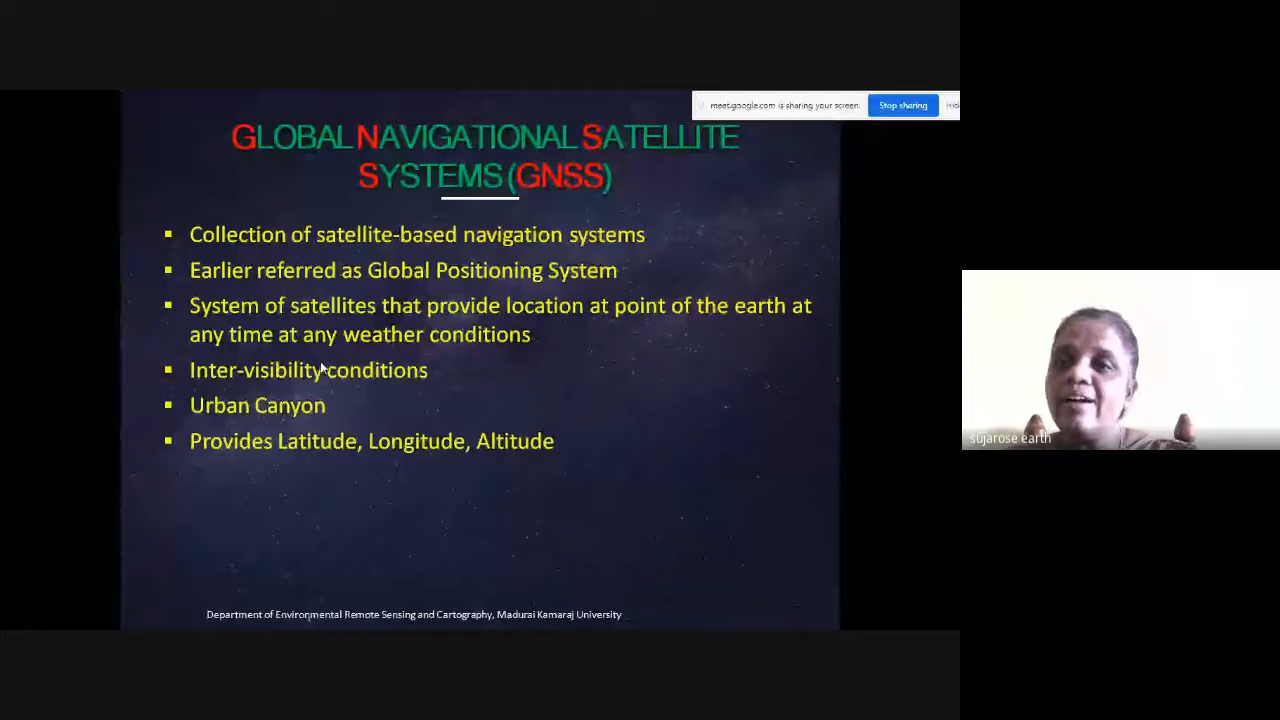 meet.google.com is sharing your screen.
Stop sharing
Hid
GLOBAL NAVIGATIONAL SATELLITE
SYSTEMS (GNSS)
▪ Collection of satellite-based navigation systems
▪ Earlier referred as Global Positioning System
▪ System of satellites that provide location at point of the earth at
any time at any weather conditions
▪ Inter-visibility conditions
▪ Urban Canyon
▪ Provides Latitude, Longitude, Altitude
sujarose earth
Department of Environmental Remote Sensing and Cartography, Madurai Kamaraj University